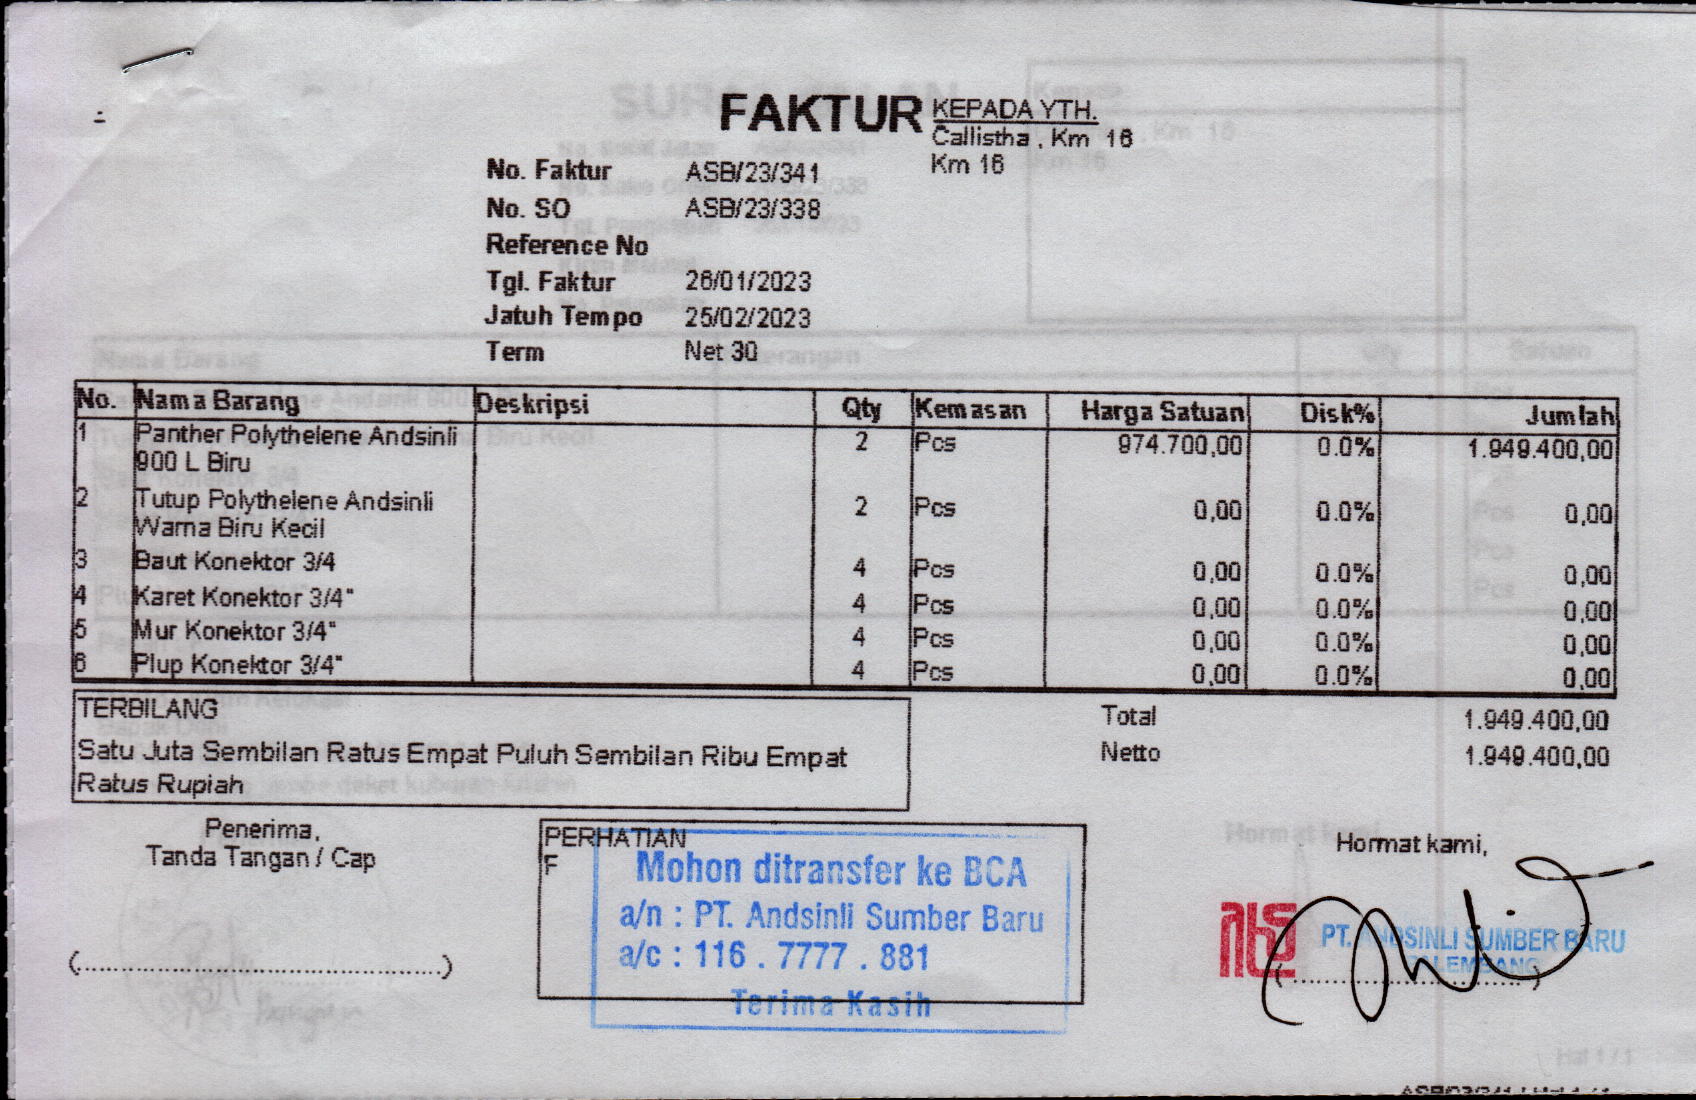 FAKTUR
KEPADA YTH.
Callistha , Km 16
Km 16
No. Faktur ASB/23/341
No. SO ASB/23/338
Reference No
Tgl. Faktur 26/01/2023
Jatuh Tempo 25/02/2023
Term Net 30
No. Nama Barang Deskripsi Qty Kemasan Harga Satuan Disk% Jumlah
1 Panther Polythelene Andsinli 2 Pcs 974.700,00 0.0% 1.949.400,00
900 L Biru
2 Tutup Polythelene Andsinli 2 Pcs 0,00 0.0% 0,00
Warna Biru Kecil
3 Baut Konektor 3/4 4 Pcs 0,00 0.0% 0,00
4 Karet Konektor 3/4" 4 Pcs 0,00 0.0% 0,00
5 Mur Konektor 3/4" 4 Pcs 0,00 0.0% 0,00
6 Plup Konektor 3/4" 4 Pcs 0,00 0.0% 0,00
TERBILANG
Satu Juta Sembilan Ratus Empat Puluh Sembilan Ribu Empat
Ratus Rupiah
Total 1.949.400,00
Netto 1.949.400,00
Penerima,
Tanda Tangan / Cap
(........................................)
PERHATIAN
F
Mohon ditransfer ke BCA
a/n : PT. Andsinli Sumber Baru
a/c : 116 . 7777 . 881
Terima Kasih
Hormat kami,
PT. ANDSINLI SUMBER BARU
PALEMBANG
(............................)
Hal 1 / 1